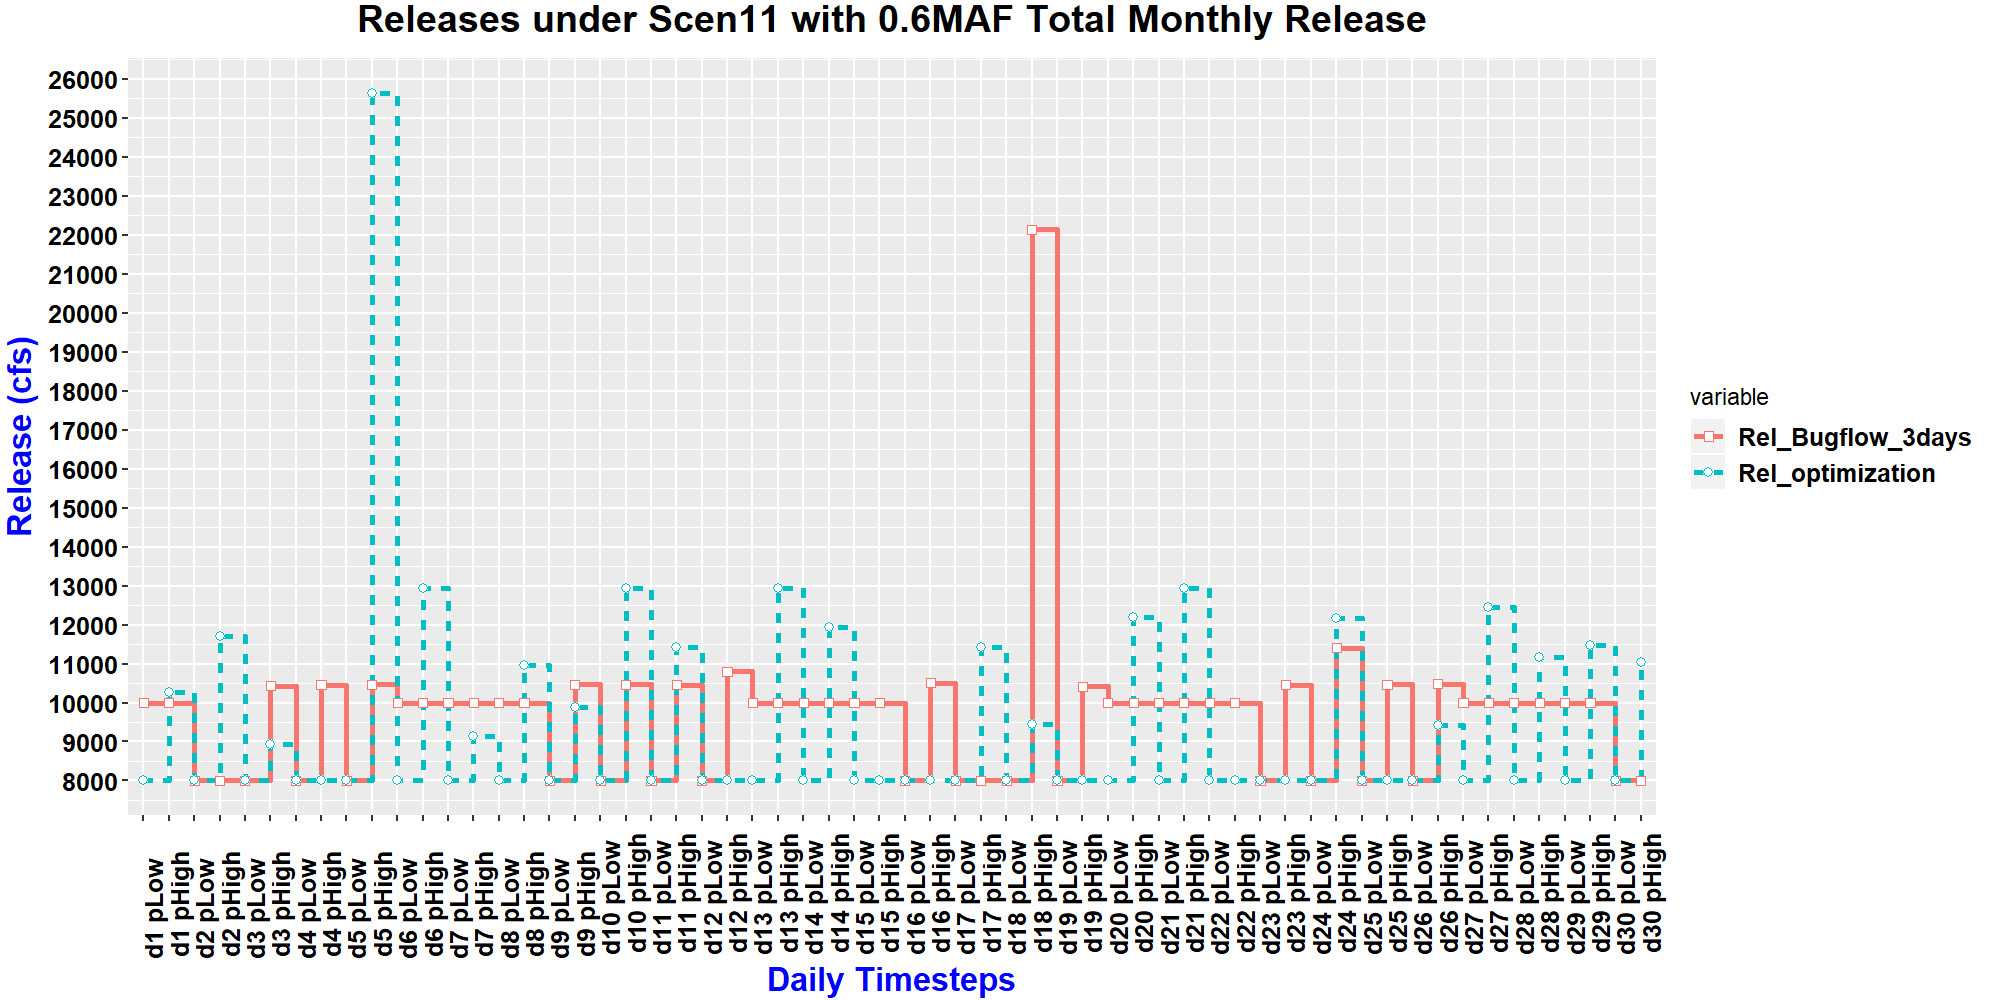 Releases under Scen11 with 0.6MAF Total Monthly Release
Release (cfs)
26000
25000
24000
23000
22000
21000
20000
19000
18000
17000
16000
15000
14000
13000
12000
11000
10000
9000
8000
d1 pLow
d1 pHigh
d2 pLow
d2 pHigh
d3 pLow
d3 pHigh
d4 pLow
d4 pHigh
d5 pLow
d5 pHigh
d6 pLow
d6 pHigh
d7 pLow
d7 pHigh
d8 pLow
d8 pHigh
d9 pLow
d9 pHigh
d10 pLow
d10 pHigh
d11 pLow
d11 pHigh
d12 pLow
d12 pHigh
d13 pLow
d13 pHigh
d14 pLow
d14 pHigh
d15 pLow
d15 pHigh
d16 pLow
d16 pHigh
d17 pLow
d17 pHigh
d18 pLow
d18 pHigh
d19 pLow
d19 pHigh
d20 pLow
d20 pHigh
d21 pLow
d21 pHigh
d22 pLow
d22 pHigh
d23 pLow
d23 pHigh
d24 pLow
d24 pHigh
d25 pLow
d25 pHigh
d26 pLow
d26 pHigh
d27 pLow
d27 pHigh
d28 pLow
d28 pHigh
d29 pLow
d29 pHigh
d30 pLow
d30 pHigh
Daily Timesteps
variable
Rel_Bugflow_3days
Rel_optimization